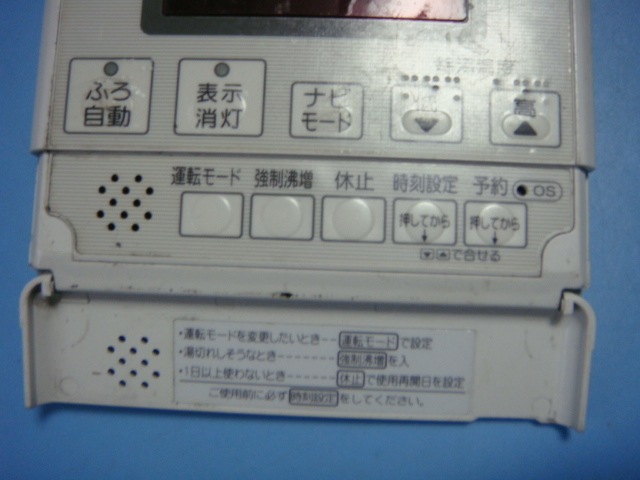 給湯温度
ふろ
自動
表示
消灯
ナビ
モード
低
高
運転モード 強制沸増 休止 時刻設定 予約 OS
押してから 押してから
で合せる
・運転モードを変更したいとき---運転モードで設定
・湯切れしそうなとき---強制沸増を入
・1日以上使わないとき---休止で使用再開日を設定
ご使用前に必ず時刻設定をしてください。